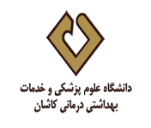 دانشگاه علوم پزشکی و خدمات
بهداشتی درمانی کاشان